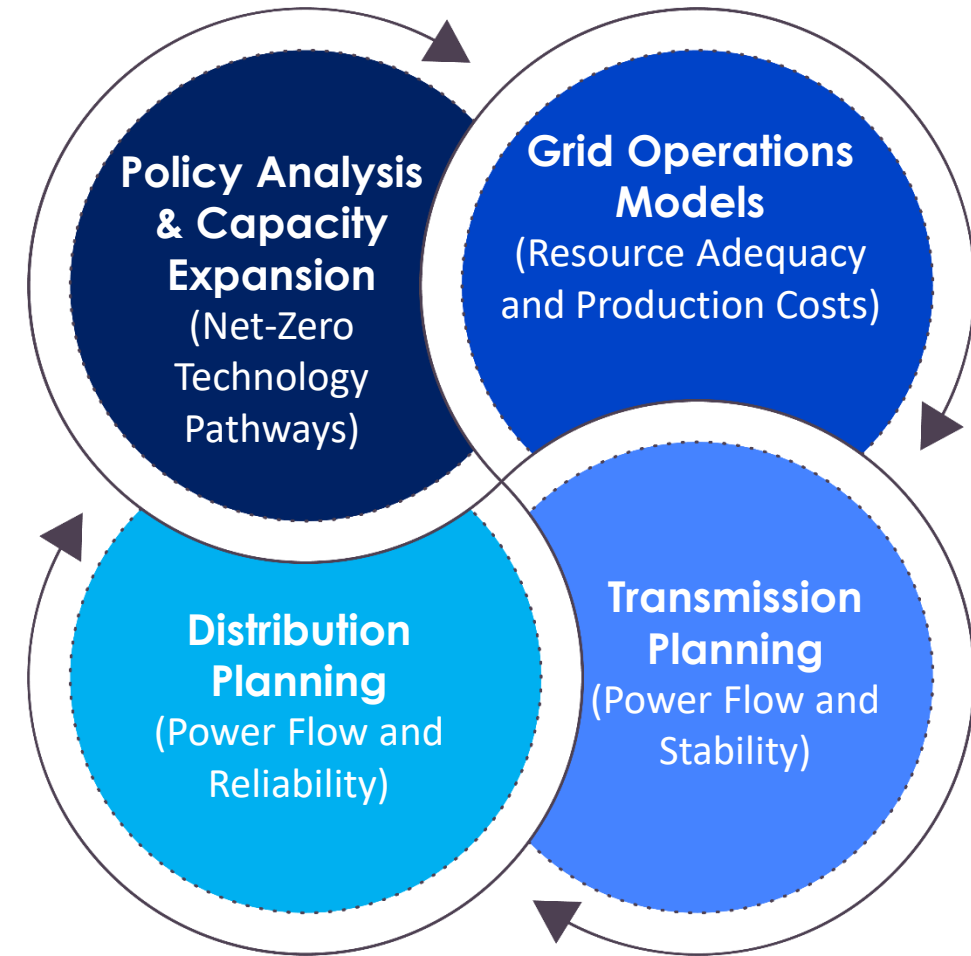 Policy Analysis
& Capacity
Expansion
(Net-Zero
Technology
Pathways)
Grid Operations
Models
(Resource Adequacy
and Production Costs)
Distribution
Planning
(Power Flow and
Reliability)
Transmission
Planning
(Power Flow and
Stability)